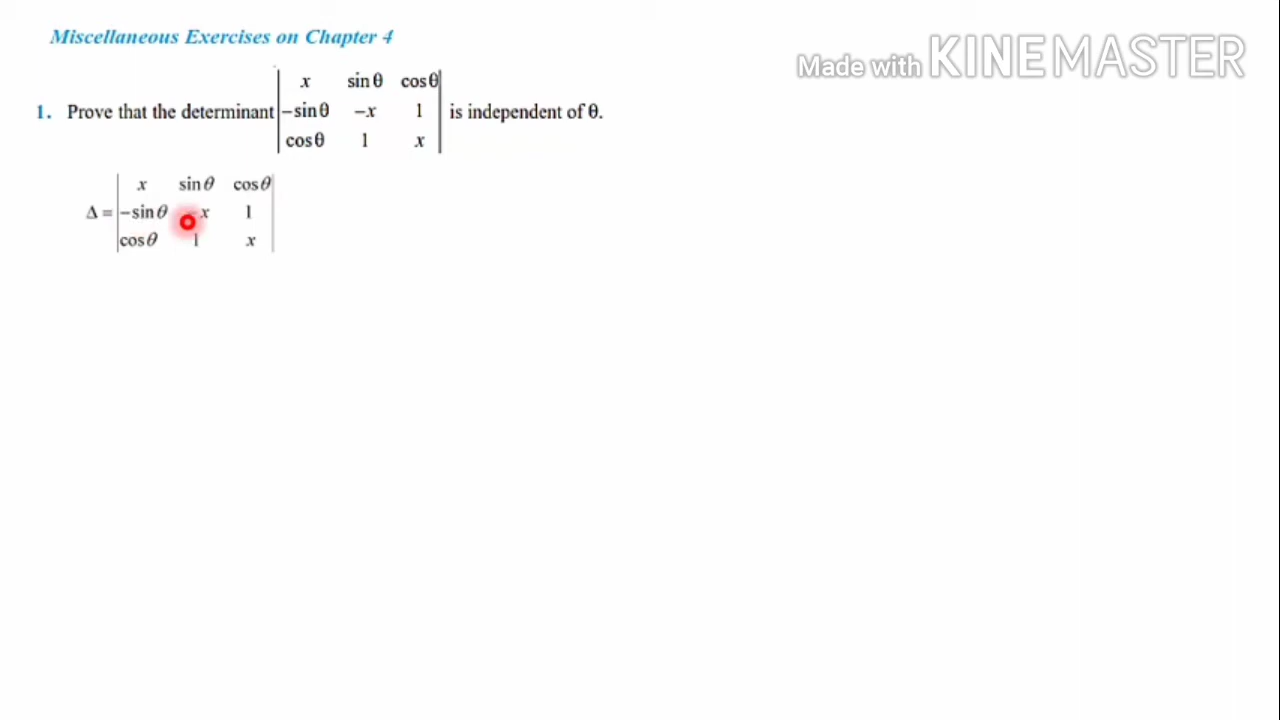 Miscellaneous Exercises on Chapter 4
Made with KINEMASTER
x sinθ cosθ
1. Prove that the determinant -sinθ -x 1 is independent of θ.
cosθ 1 x
x sinθ cosθ
Δ = -sinθ x 1
cosθ 1 x